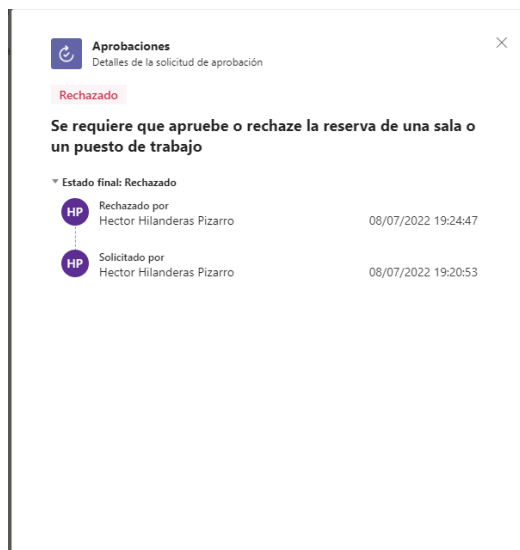 Aprobaciones
Detalles de la solicitud de aprobación
Rechazado
Se requiere que apruebe o rechaze la reserva de una sala o
un puesto de trabajo
Estado final: Rechazado
HP
Rechazado por
Hector Hilanderas Pizarro
08/07/2022 19:24:47
HP
Solicitado por
Hector Hilanderas Pizarro
08/07/2022 19:20:53